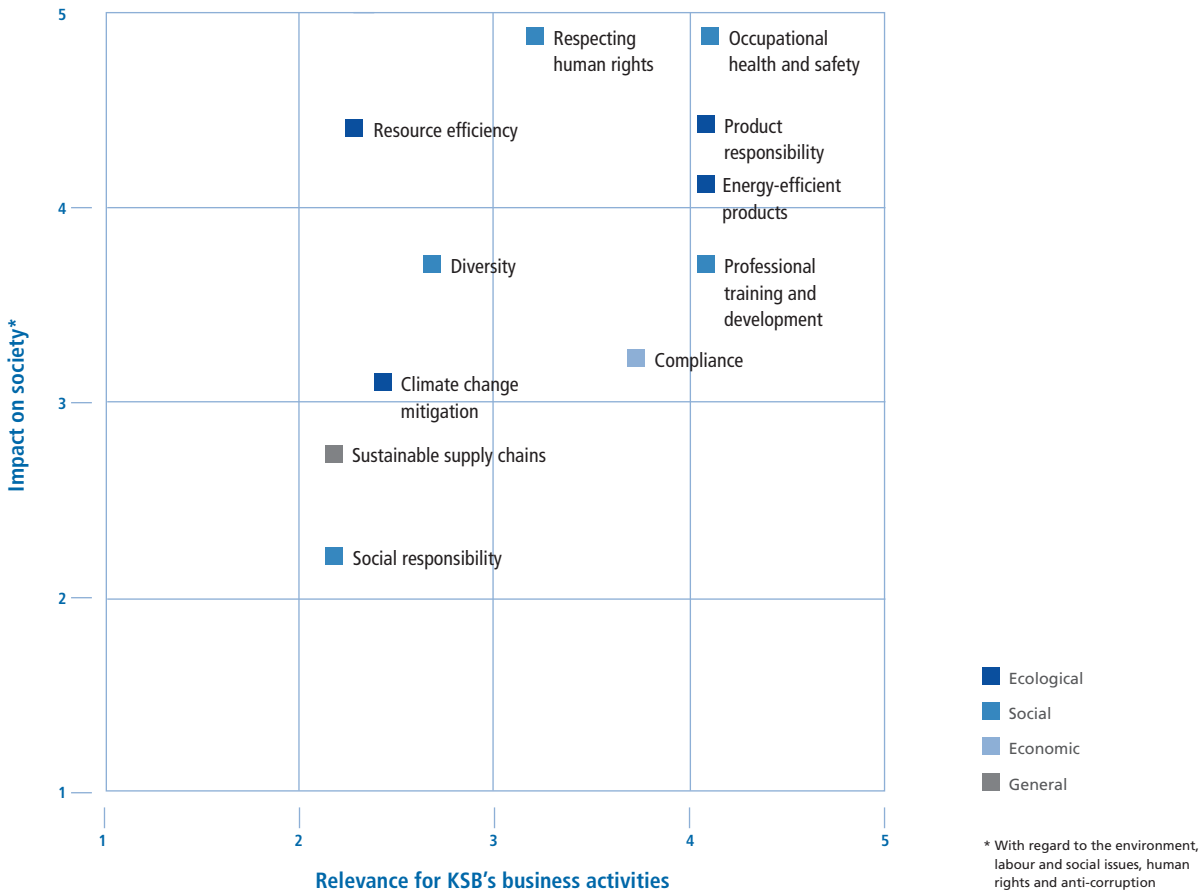 5
Respecting
human rights
Occupational
health and safety
Resource efficiency
Product
responsibility
Energy-efficient
products
4
Diversity
Professional
training and
development
Compliance
Climate change
mitigation
3
Sustainable supply chains
Social responsibility
2
1
Impact on society*
1
2
3
4
5
Relevance for KSB's business activities
Ecological
Social
Economic
General
* With regard to the environment,
labour and social issues, human
rights and anti-corruption